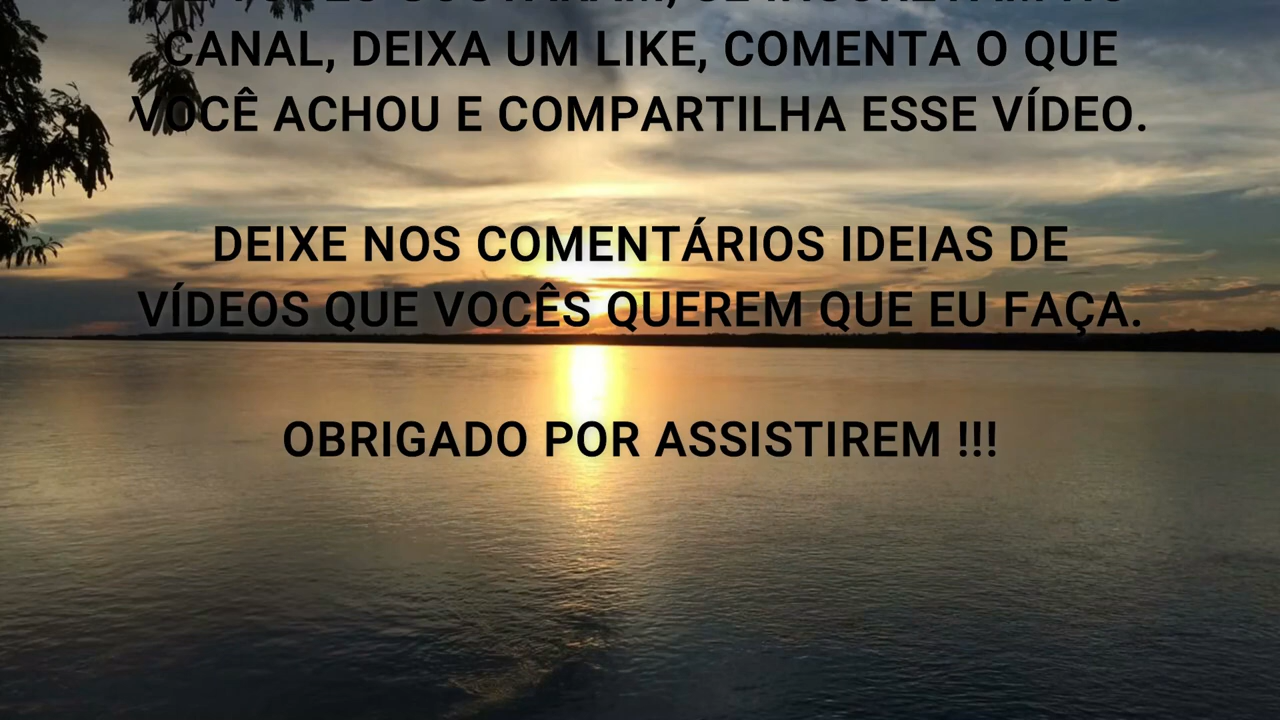 CANAL, DEIXA UM LIKE, COMENTA O QUE
VOCÊ ACHOU E COMPARTILHA ESSE VÍDEO.
DEIXE NOS COMENTÁRIOS IDEIAS DE
VÍDEOS QUE VOCÊS QUEREM QUE EU FAÇA.
OBRIGADO POR ASSISTIREM !!!